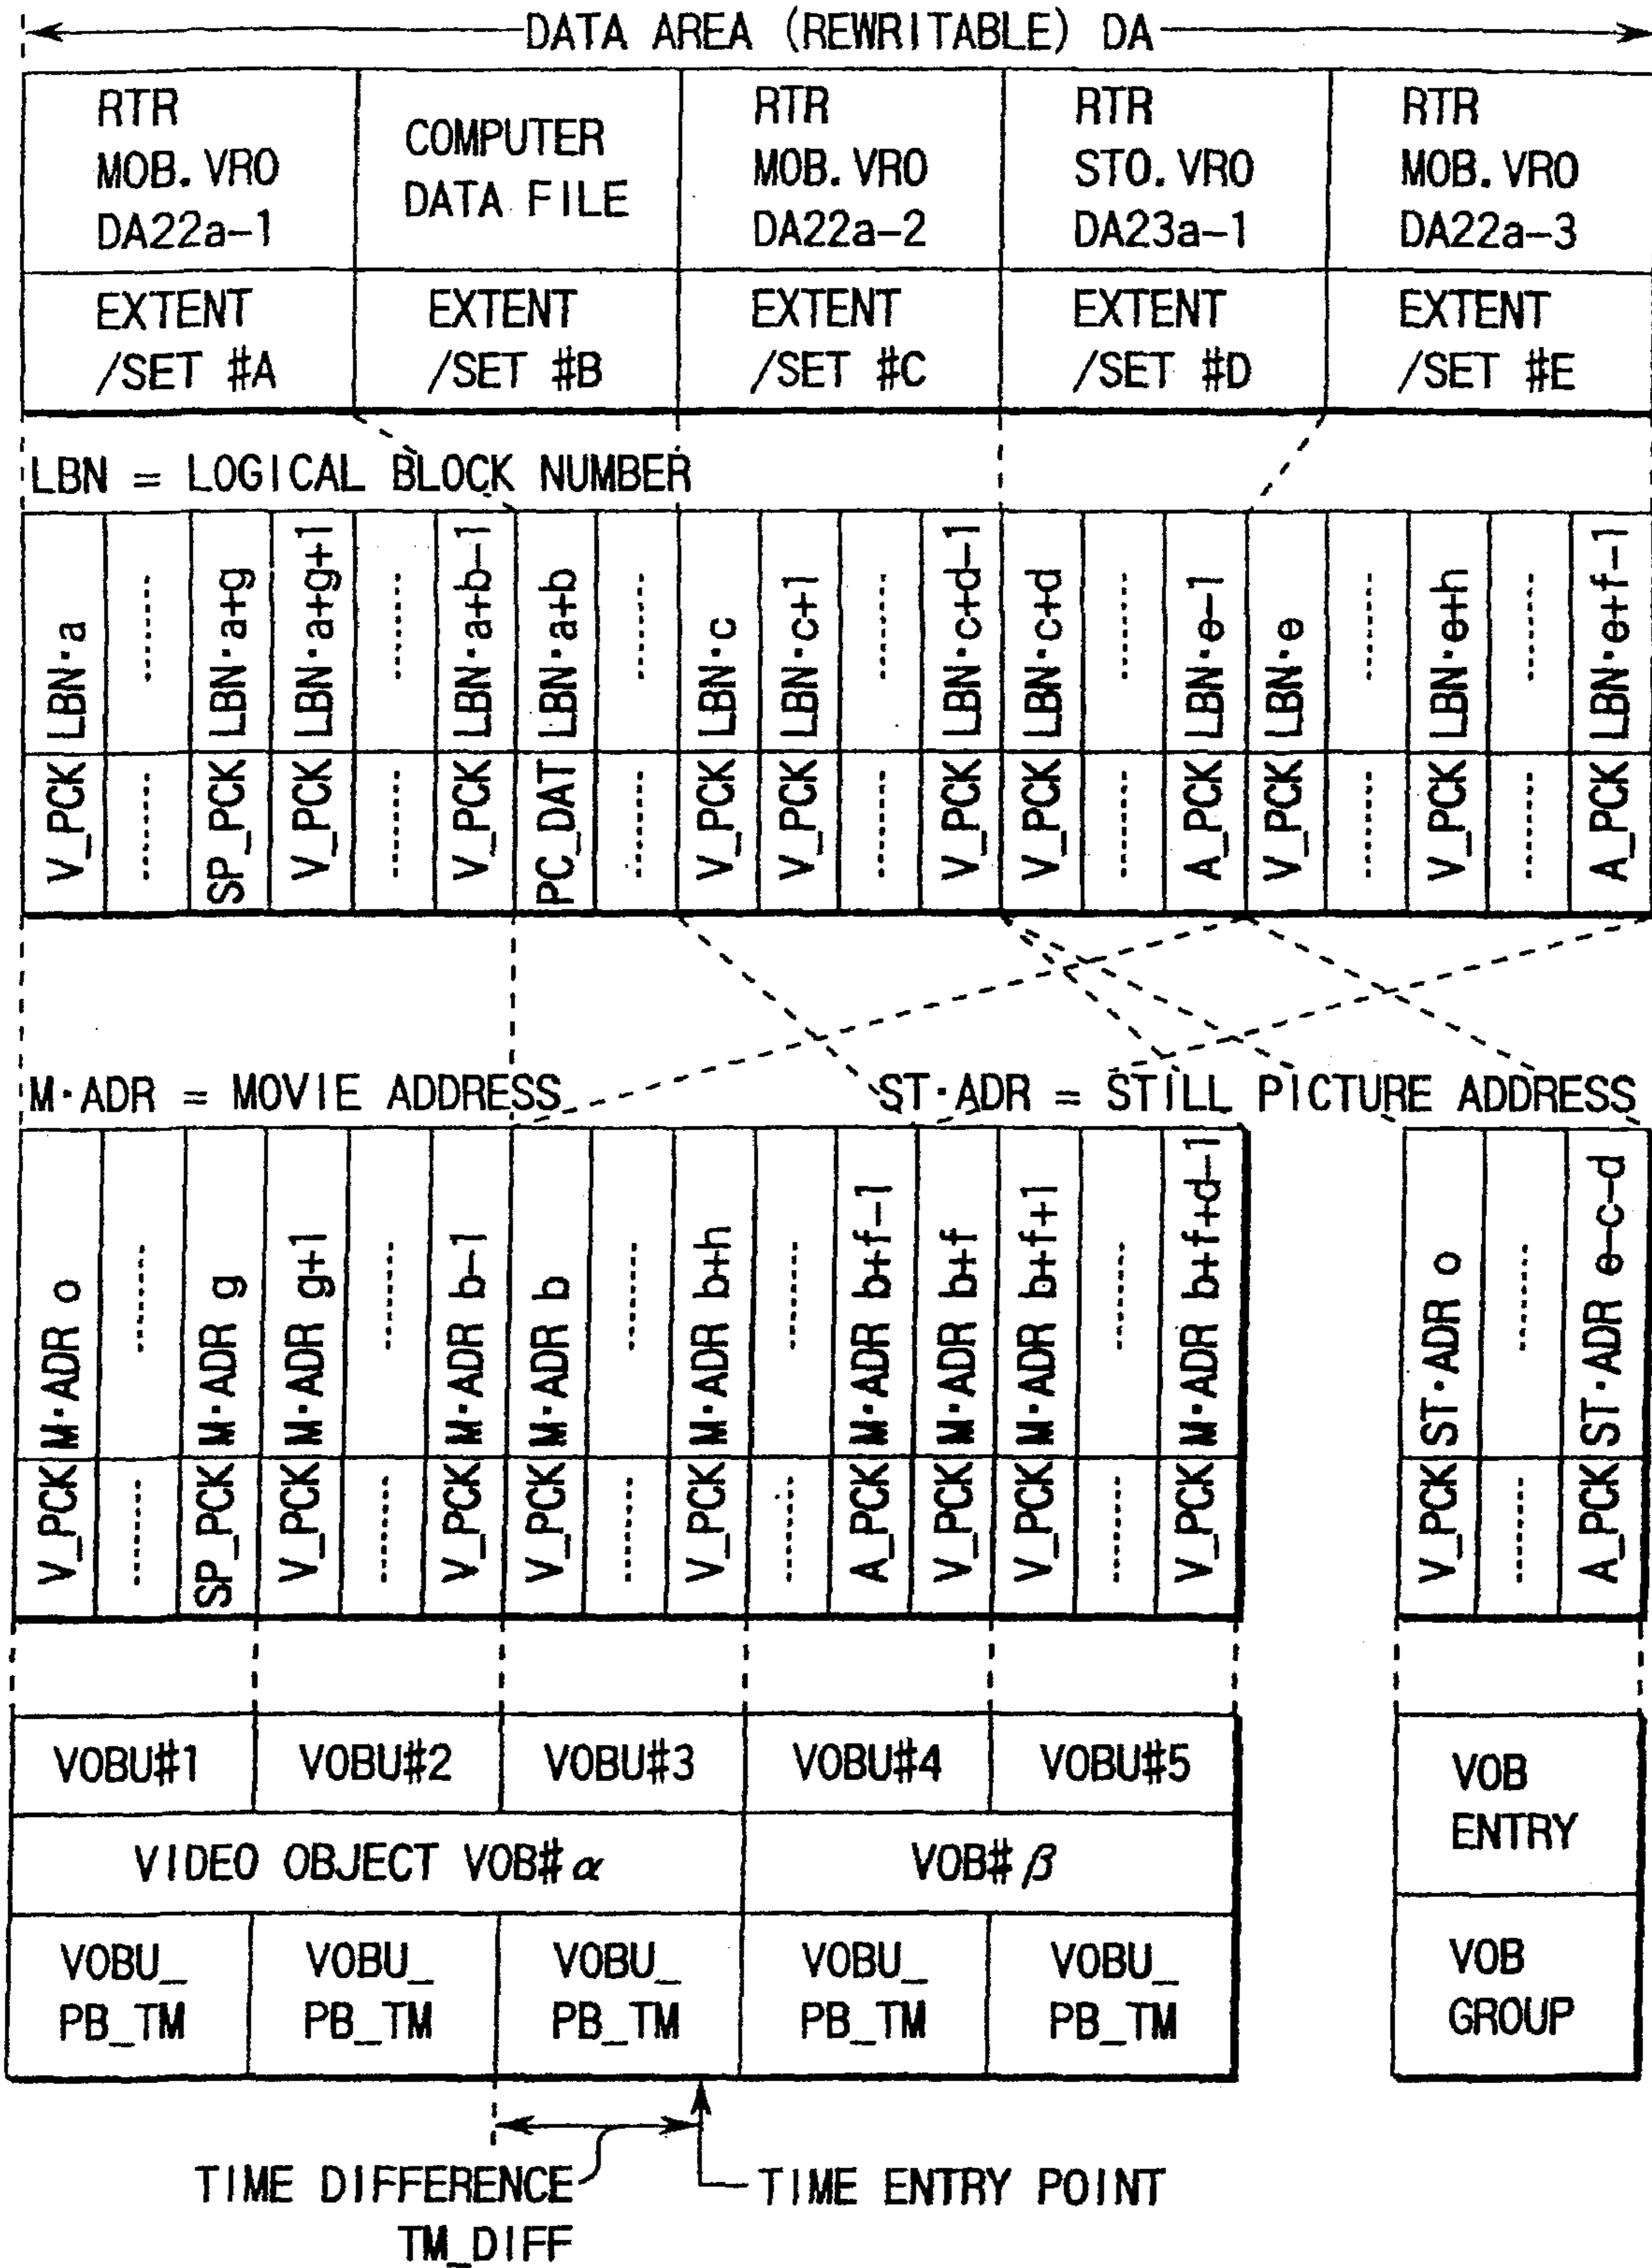 DATA AREA (REWRITABLE) DA
RTR
MOB. VRO
DA22a-1
COMPUTER
DATA FILE
RTR
MOB. VRO
DA22a-2
RTR
STO. VRO
DA23a-1
RTR
MOB. VRO
DA22a-3
EXTENT
/SET #A
EXTENT
/SET #B
EXTENT
/SET #C
EXTENT
/SET #D
EXTENT
/SET #E
LBN = LOGICAL BLOCK NUMBER
V_PCK LBN·a
SP_PCK LBN·a+g
V_PCK LBN·a+g+1
V_PCK LBN·a+b-1
PC_DAT LBN·a+b
V_PCK LBN·c
V_PCK LBN·c+1
V_PCK LBN·c+d-1
V_PCK LBN·c+d
A_PCK LBN·e-1
V_PCK LBN·e
V_PCK LBN·e+h
A_PCK LBN·e+f-1
M·ADR = MOVIE ADDRESS
ST·ADR = STILL PICTURE ADDRESS
V_PCK M·ADR o
SP_PCK M·ADR g
V_PCK M·ADR g+1
V_PCK M·ADR b-1
V_PCK M·ADR b
V_PCK M·ADR b+h
A_PCK M·ADR b+f-1
V_PCK M·ADR b+f
V_PCK M·ADR b+f+1
V_PCK M·ADR b+f+d-1
V_PCK ST·ADR o
A_PCK ST·ADR e-c-d
VOBU#1
VOBU#2
VOBU#3
VOBU#4
VOBU#5
VOB
ENTRY
VIDEO OBJECT VOB#α
VOB#β
VOBU_
PB_TM
VOBU_
PB_TM
VOBU_
PB_TM
VOBU_
PB_TM
VOBU_
PB_TM
VOB
GROUP
TIME DIFFERENCE
TM_DIFF
TIME ENTRY POINT